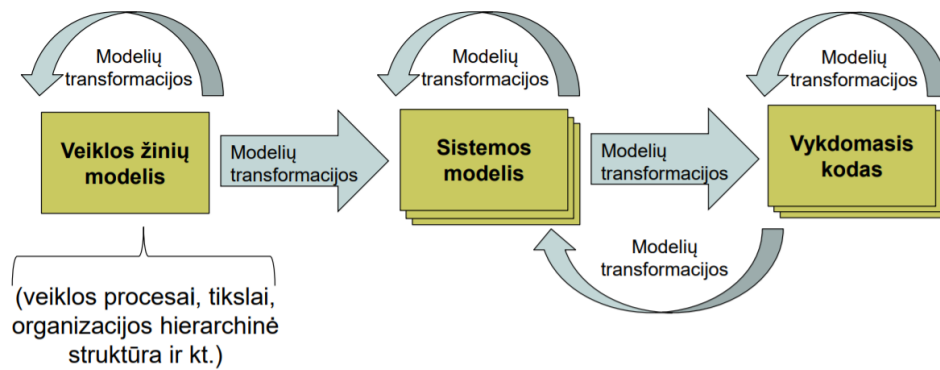 Modelių
transformacijos
Modelių
transformacijos
Modelių
transformacijos
Veiklos žinių
modelis
Modelių
transformacijos
Sistemos
modelis
Modelių
transformacijos
Vykdomasis
kodas
Modelių
transformacijos
(veiklos procesai, tikslai,
organizacijos hierarchinė
struktūra ir kt.)